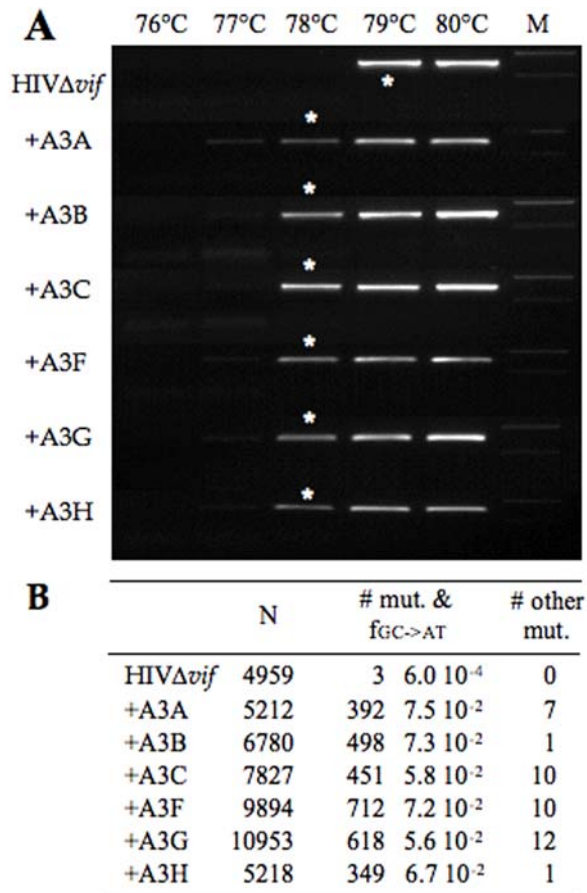 A 76°C 77°C 78°C 79°C 80°C M
HIVΔvif
*
*
+A3A
*
+A3B
*
+A3C
*
+A3F
*
+A3G
*
+A3H
B N # mut. & fGC->AT # other mut.
HIVΔvif 4959 3 6.0 10-4 0
+A3A 5212 392 7.5 10-2 7
+A3B 6780 498 7.3 10-2 1
+A3C 7827 451 5.8 10-2 10
+A3F 9894 712 7.2 10-2 10
+A3G 10953 618 5.6 10-2 12
+A3H 5218 349 6.7 10-2 1